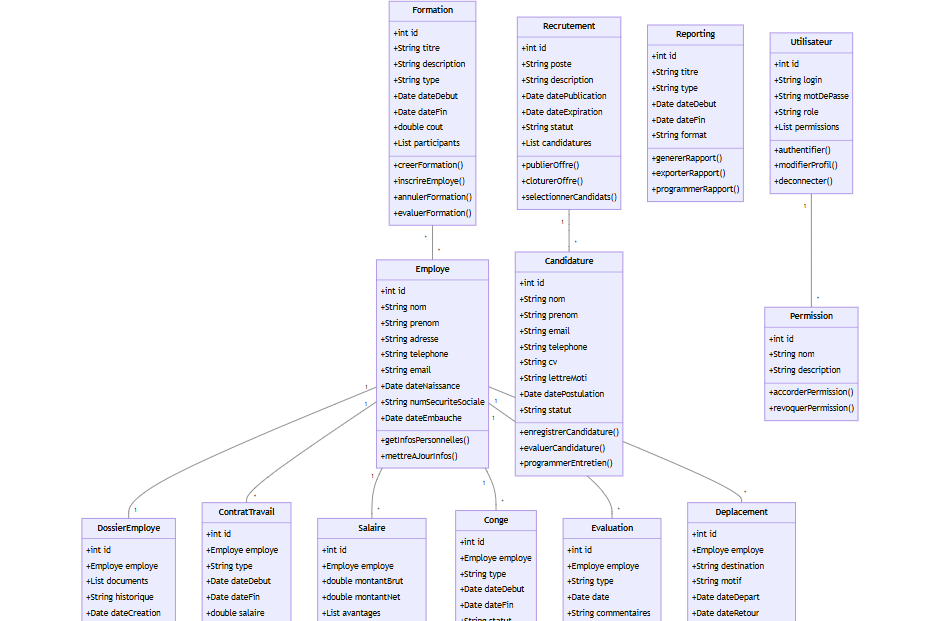 Formation
+int id
+String titre
+String description
+String type
+Date dateDebut
+Date dateFin
+double cout
+List participants
+creerFormation()
+inscrireEmploye()
+annulerFormation()
+evaluerFormation()
Recrutement
+int id
+String poste
+String description
+Date datePublication
+Date dateExpiration
+String statut
+List candidatures
+publierOffre()
+cloturerOffre()
+selectionnerCandidats()
Reporting
+int id
+String titre
+String type
+Date dateDebut
+Date dateFin
+String format
+genererRapport()
+exporterRapport()
+programmerRapport()
Utilisateur
+int id
+String login
+String motDePasse
+String role
+List permissions
+authentifier()
+modifierProfil()
+deconnecter()
*
*
1
*
1
*
Employe
+int id
+String nom
+String prenom
+String adresse
+String telephone
+String email
+Date dateNaissance
+String numSecuriteSociale
+Date dateEmbauche
+getInfosPersonnelles()
+mettreAJourInfos()
Candidature
+int id
+String nom
+String prenom
+String email
+String telephone
+String cv
+String lettreMoti
+Date datePostulation
+String statut
+enregistrerCandidature()
+evaluerCandidature()
+programmerEntretien()
Permission
+int id
+String nom
+String description
+accorderPermission()
+revoquerPermission()
1
1
1
1
1
1
1
*
*
*
*
*
DossierEmploye
+int id
+Employe employe
+List documents
+String historique
+Date dateCreation
ContratTravail
+int id
+Employe employe
+String type
+Date dateDebut
+Date dateFin
+double salaire
Salaire
+int id
+Employe employe
+double montantBrut
+double montantNet
+List avantages
Conge
+int id
+Employe employe
+String type
+Date dateDebut
+Date dateFin
+String statut
Evaluation
+int id
+Employe employe
+String type
+Date date
+String commentaires
Deplacement
+int id
+Employe employe
+String destination
+String motif
+Date dateDepart
+Date dateRetour